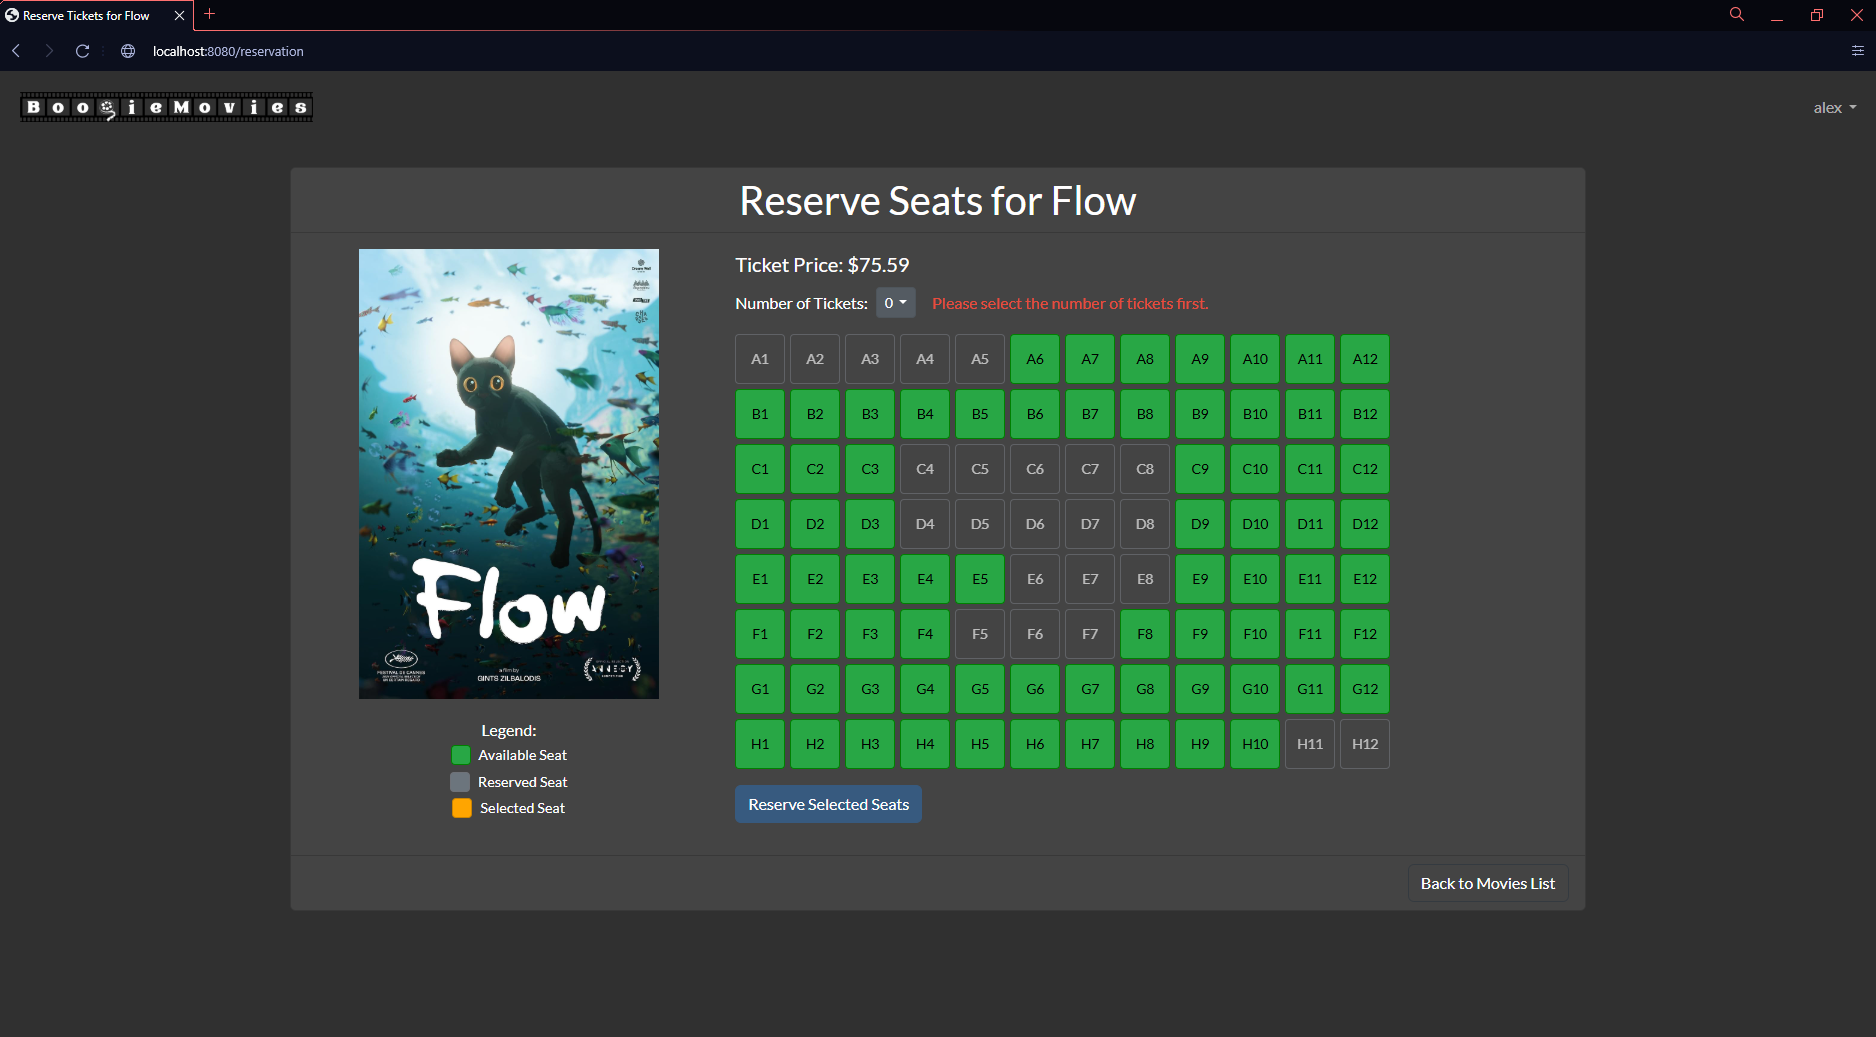 Reserve Tickets for Flow
localhost:8080/reservation
BoogieMovies
alex
Reserve Seats for Flow
Ticket Price: $75.59
Number of Tickets: 0 Please select the number of tickets first.
A1 A2 A3 A4 A5 A6 A7 A8 A9 A10 A11 A12
B1 B2 B3 B4 B5 B6 B7 B8 B9 B10 B11 B12
C1 C2 C3 C4 C5 C6 C7 C8 C9 C10 C11 C12
D1 D2 D3 D4 D5 D6 D7 D8 D9 D10 D11 D12
E1 E2 E3 E4 E5 E6 E7 E8 E9 E10 E11 E12
F1 F2 F3 F4 F5 F6 F7 F8 F9 F10 F11 F12
G1 G2 G3 G4 G5 G6 G7 G8 G9 G10 G11 G12
H1 H2 H3 H4 H5 H6 H7 H8 H9 H10 H11 H12
Reserve Selected Seats
Flow
FESTIVAL DE CANNES
a film by
GINTS ZILBALODIS
ANNECY
Legend:
Available Seat
Reserved Seat
Selected Seat
Back to Movies List